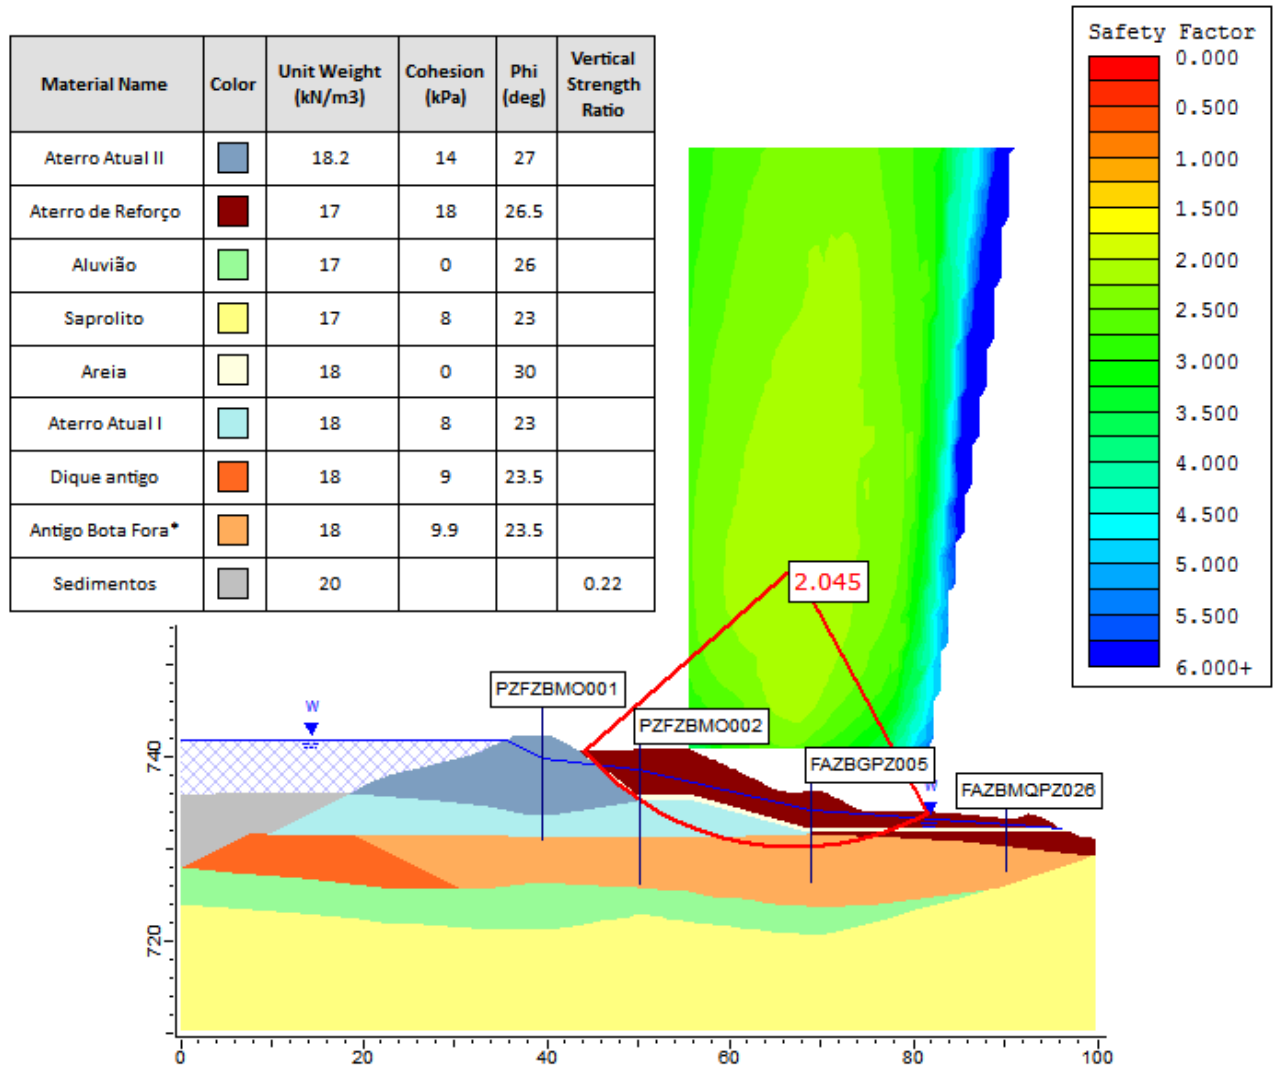 Material Name Color Unit Weight (kN/m3) Cohesion (kPa) Phi (deg) Vertical Strength Ratio
Aterro Atual II 18.2 14 27
Aterro de Reforço 17 18 26.5
Aluvião 17 0 26
Saprolito 17 8 23
Areia 18 0 30
Aterro Atual I 18 8 23
Dique antigo 18 9 23.5
Antigo Bota Fora* 18 9.9 23.5
Sedimentos 20 0.22
Safety Factor
0.000
0.500
1.000
1.500
2.000
2.500
3.000
3.500
4.000
4.500
5.000
5.500
6.000+
2.045
PZFZBMO001
W
PZFZBMO002
FAZBGPZ005
W
FAZBMQPZ026
740
720
0 20 40 60 80 100